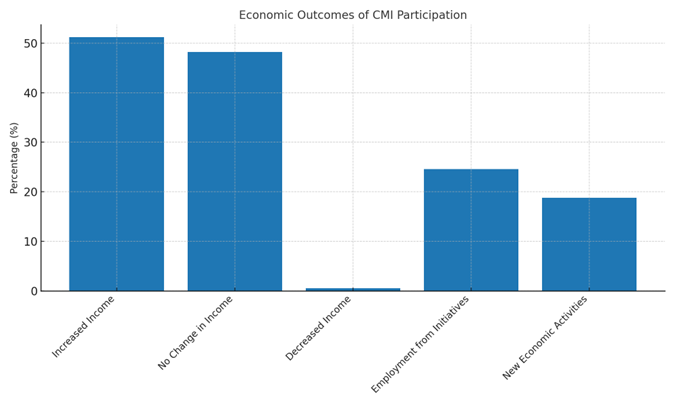 Economic Outcomes of CMI Participation
Percentage (%)
50
40
30
20
10
0
Increased Income
No Change in Income
Decreased Income
Employment from Initiatives
New Economic Activities